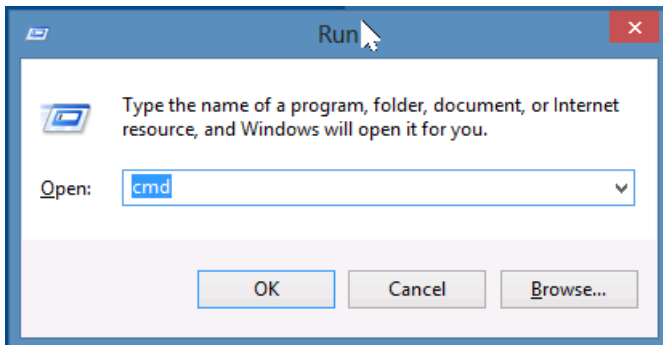 Run
Type the name of a program, folder, document, or Internet
resource, and Windows will open it for you.
Open: cmd
OK Cancel Browse...